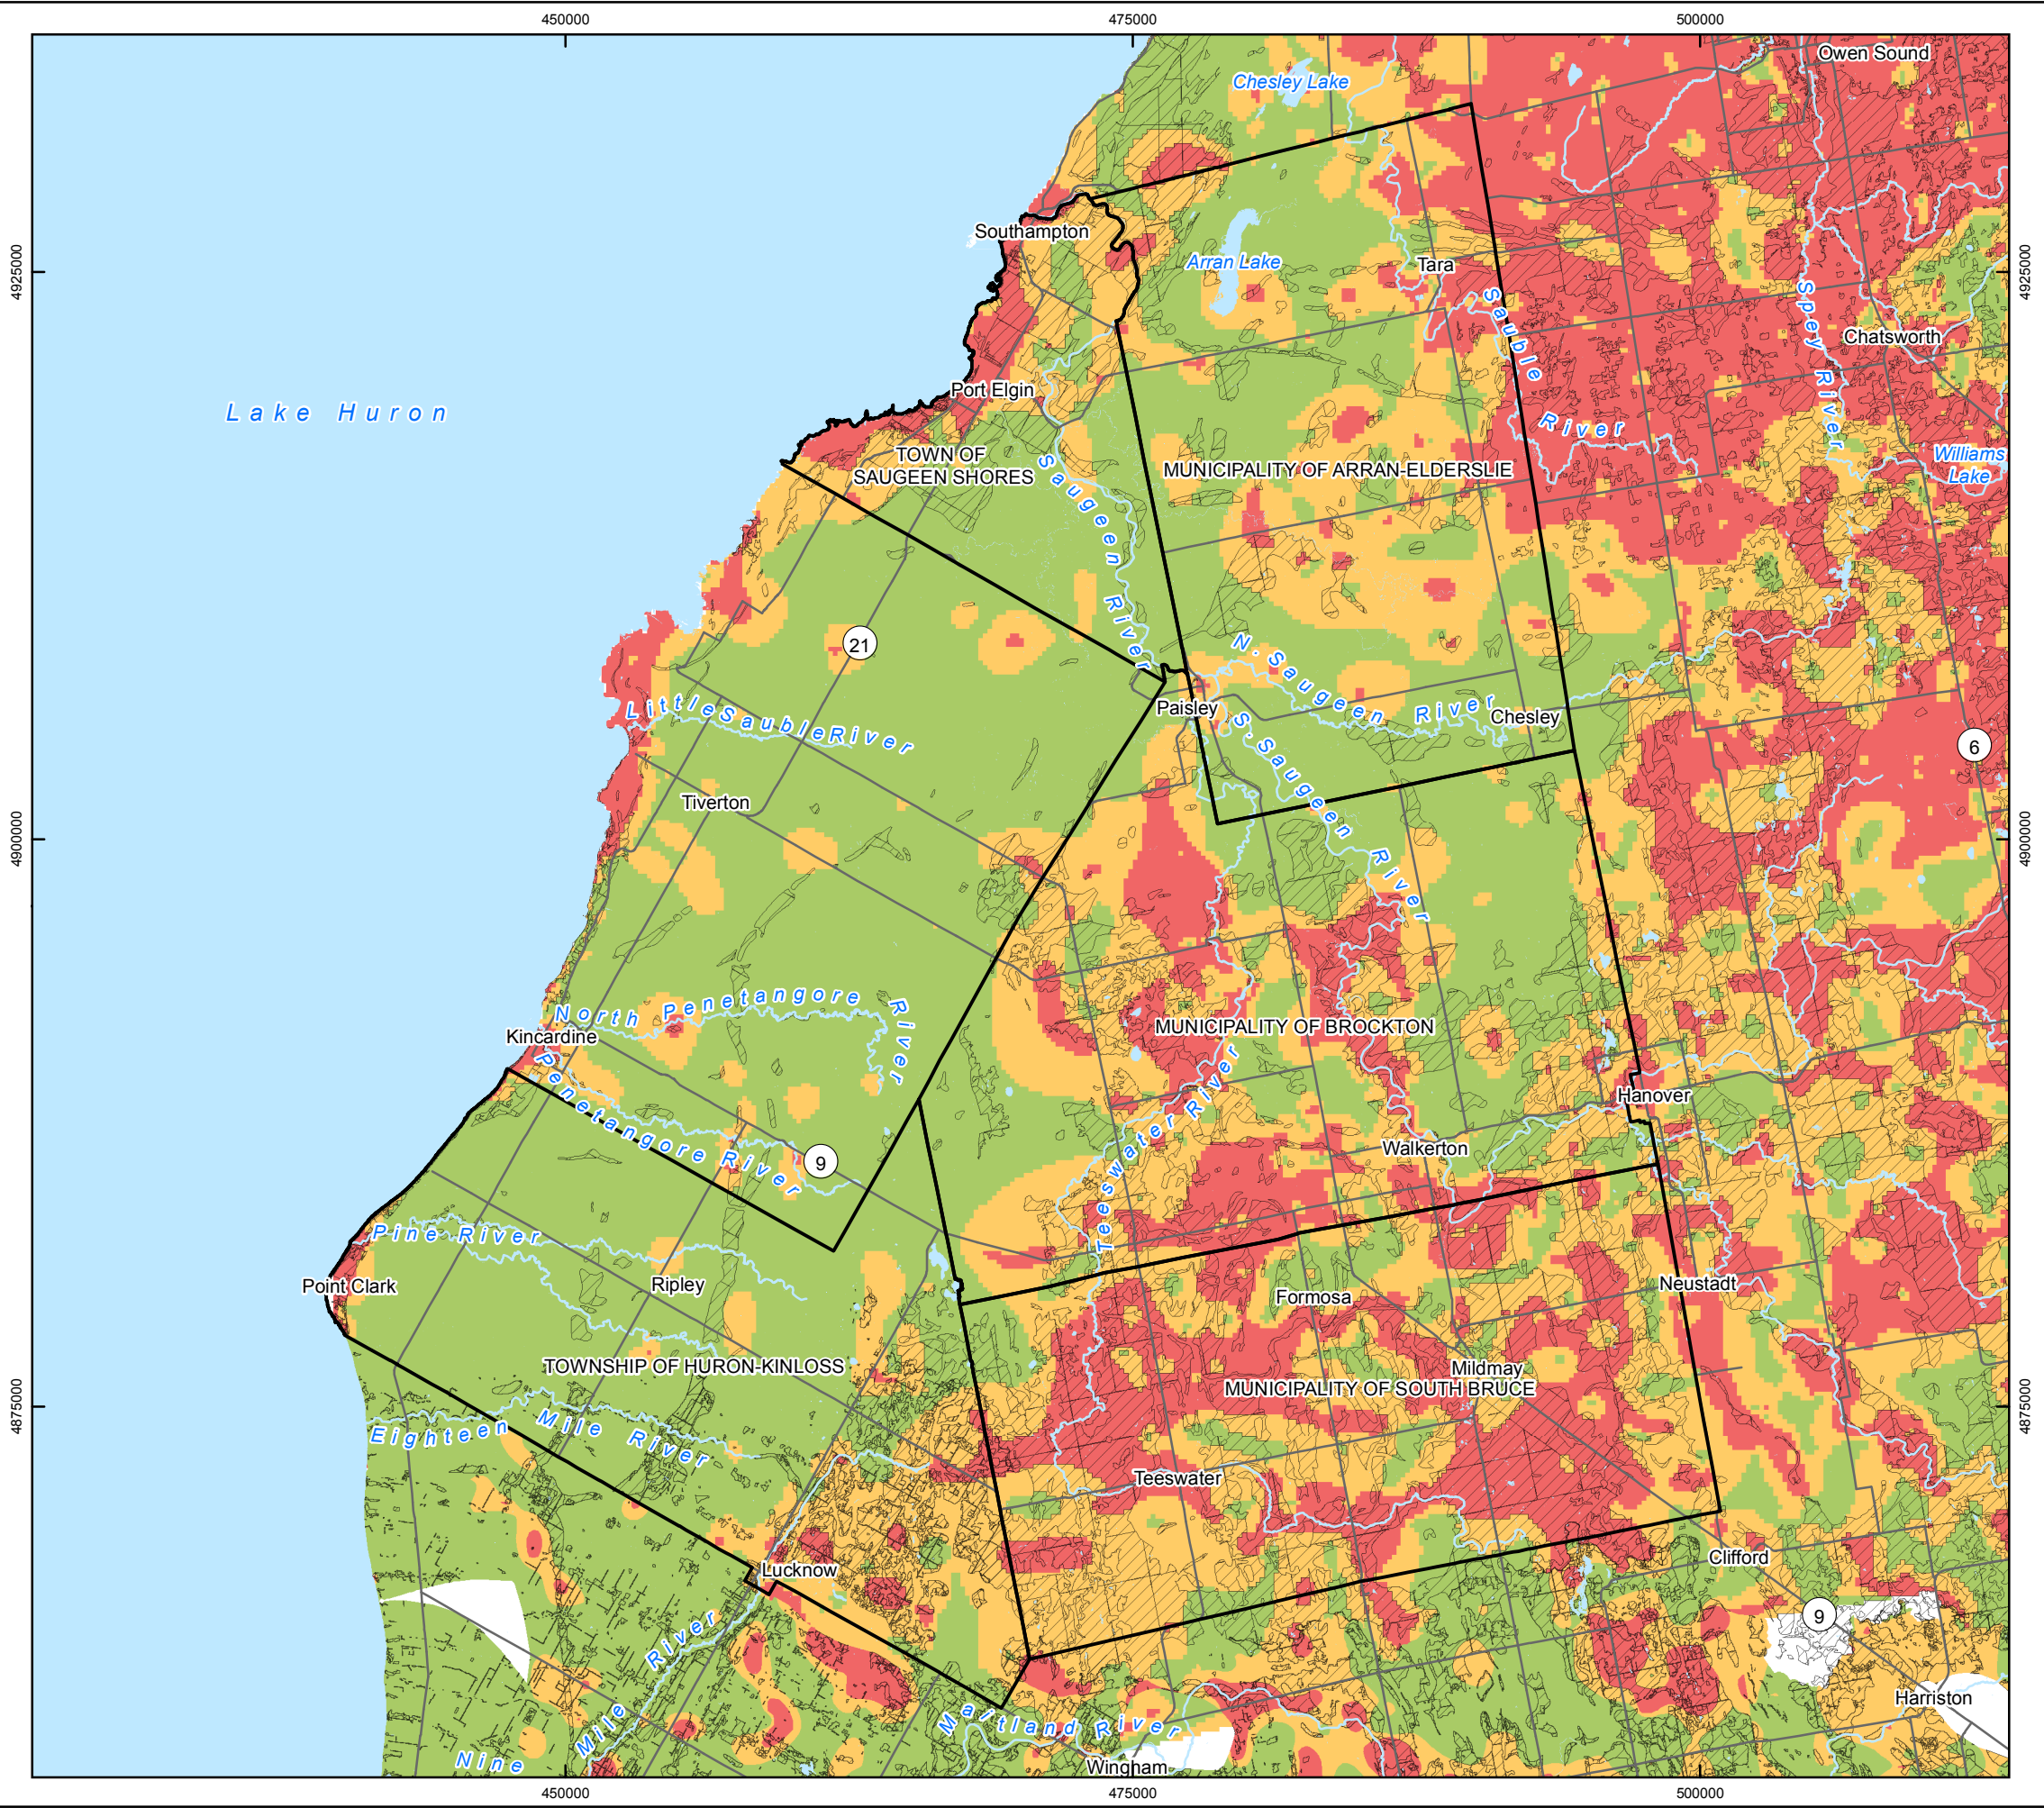 450000
475000
500000
Owen Sound
Chesley Lake
Southampton
Arran Lake
Tara
4925000
4925000
Sauble
River
Spey River
Chatsworth
Lake Huron
Port Elgin
TOWN OF
SAUGEEN SHORES
MUNICIPALITY OF ARRAN-ELDERSLIE
Williams
Lake
Saugeen River
21
N. Saugeen River
Paisley
Chesley
Little Sauble River
S. Saugeen River
6
Tiverton
4900000
4900000
North Penetangore River
Kincardine
MUNICIPALITY OF BROCKTON
Penetangore River
Hanover
Teeswater River
Walkerton
9
Pine River
Point Clark
Ripley
Formosa
Neustadt
TOWNSHIP OF HURON-KINLOSS
Mildmay
MUNICIPALITY OF SOUTH BRUCE
4875000
4875000
Eighteen Mile River
Teeswater
Lucknow
Clifford
9
Nine Mile River
Harriston
Maitland River
Wingham
450000
475000
500000